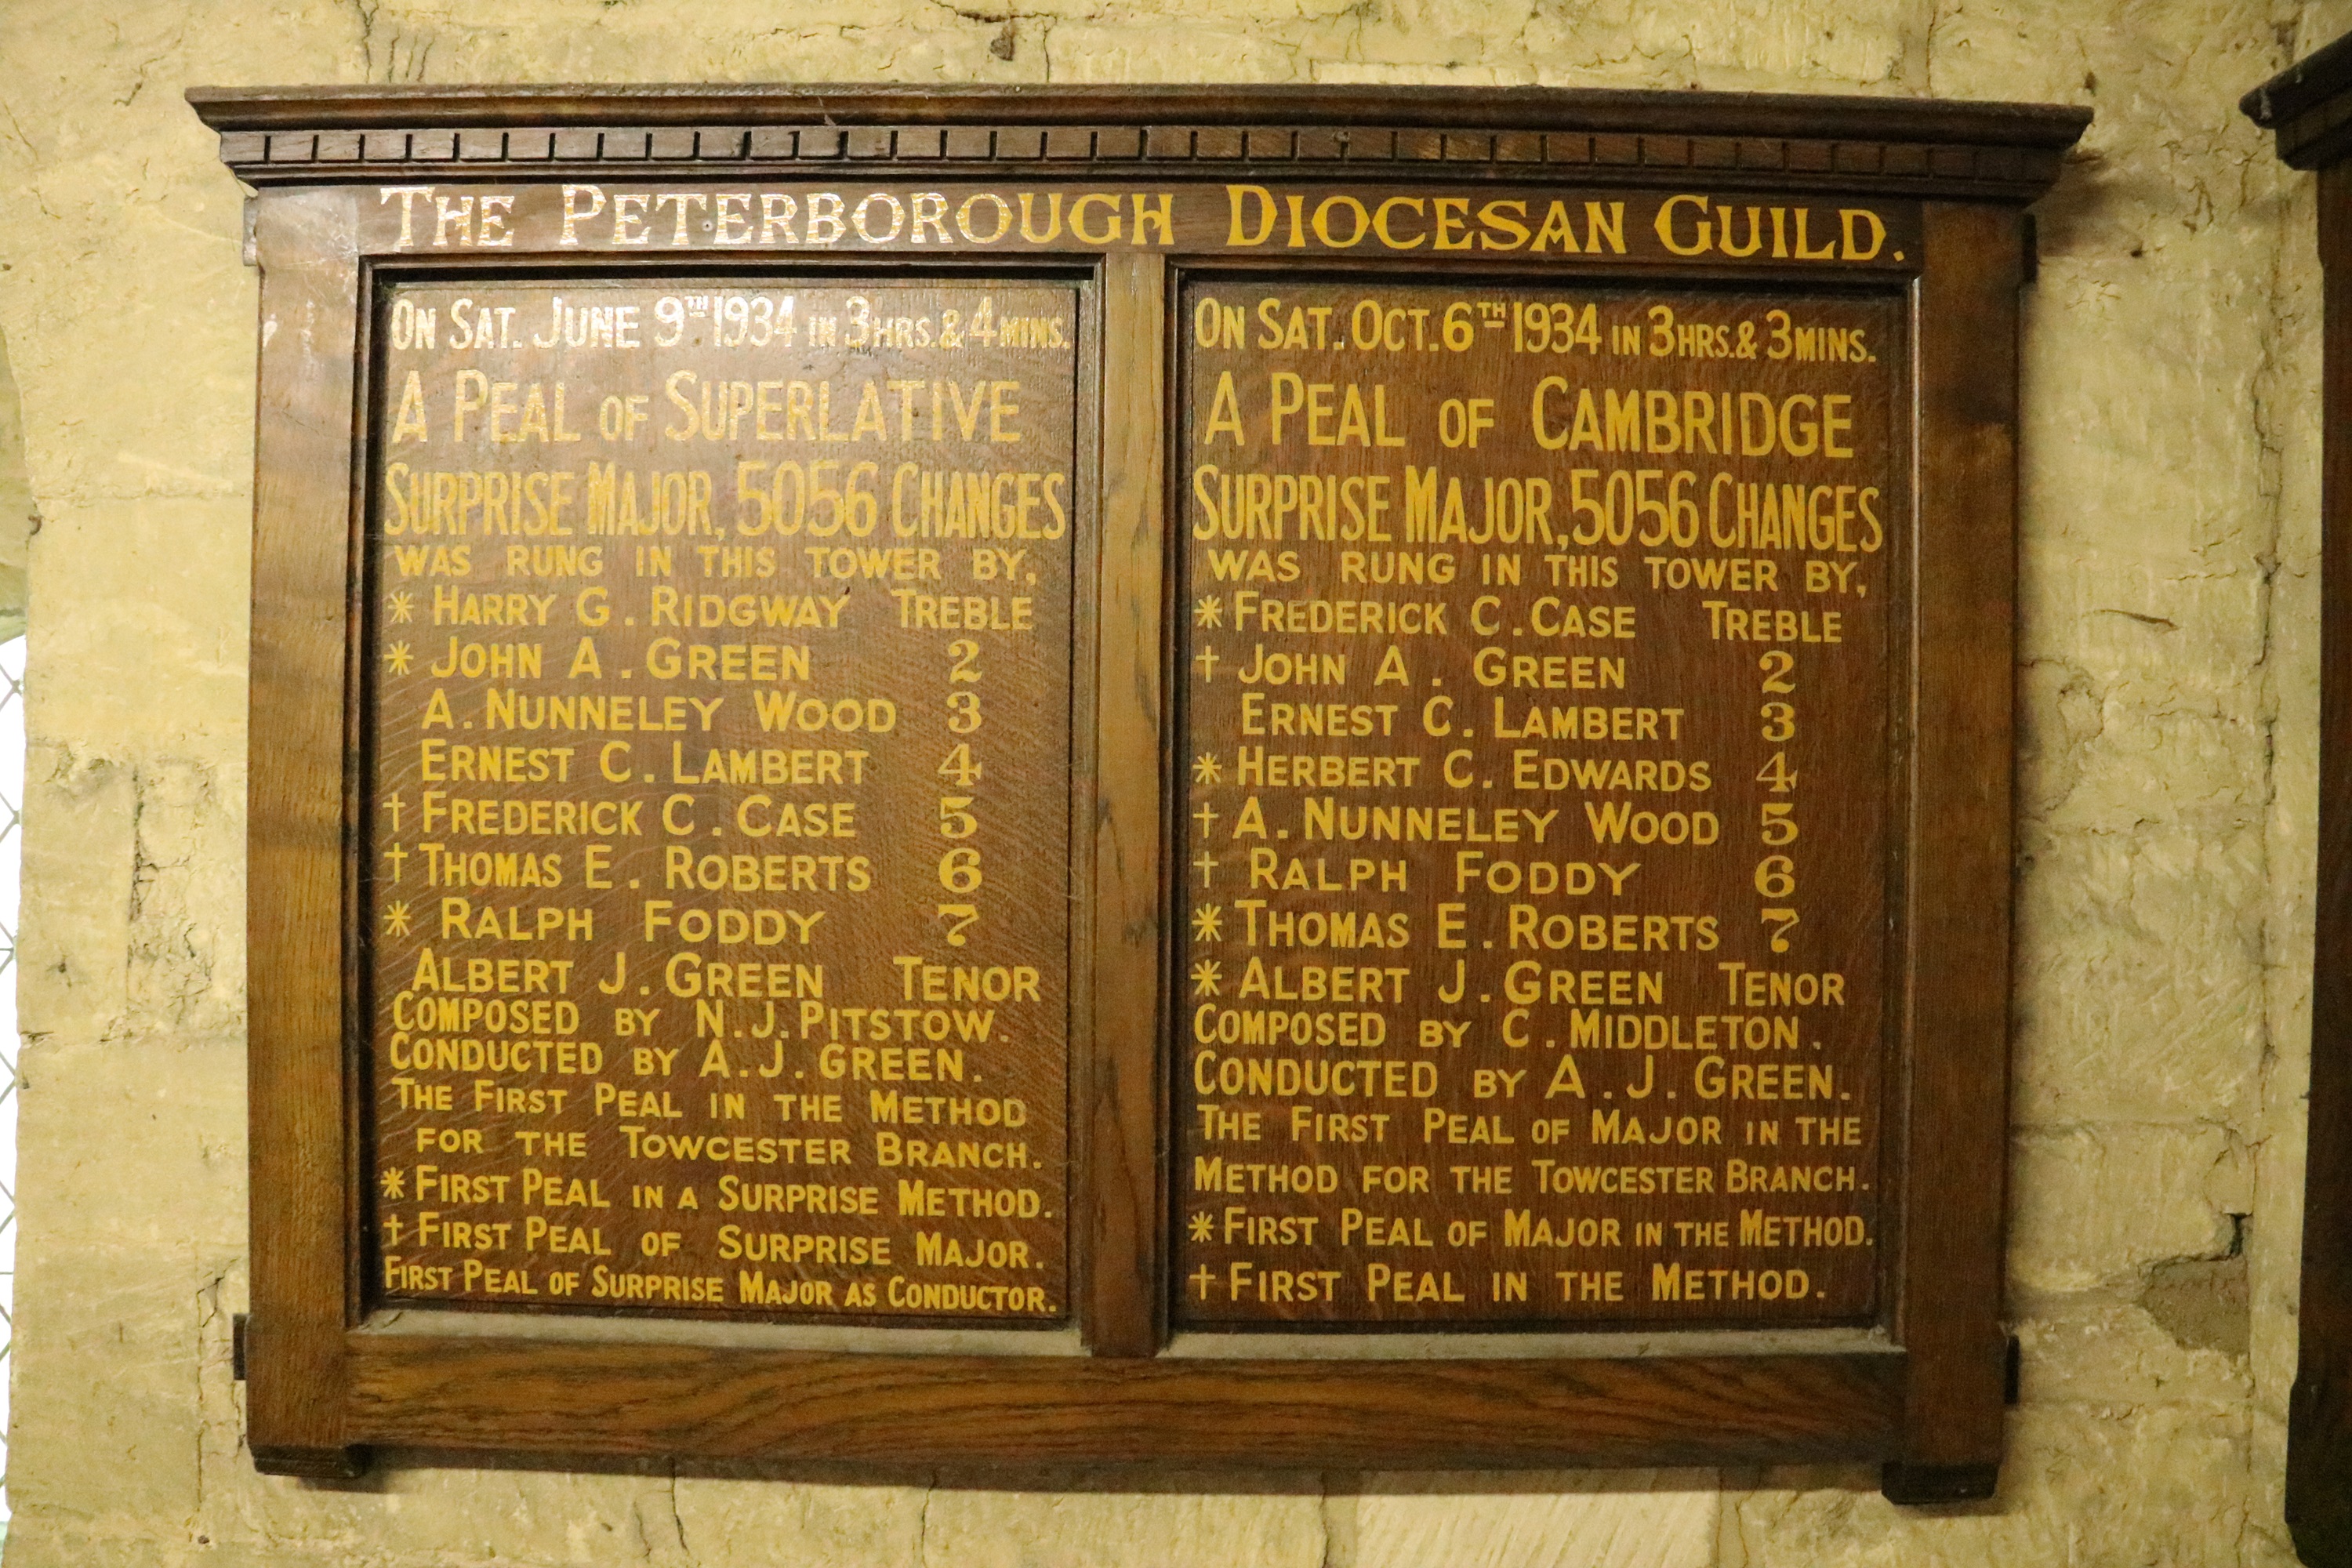 THE PETERBOROUGH DIOCESAN GUILD.
ON SAT. JUNE 9TH 1934 IN 3 HRS. & 4 MINS.
A PEAL OF SUPERLATIVE
SURPRISE MAJOR, 5056 CHANGES
WAS RUNG IN THIS TOWER BY,
* HARRY G. RIDGWAY TREBLE
* JOHN A. GREEN 2
A. NUNNELEY WOOD 3
ERNEST C. LAMBERT 4
† FREDERICK C. CASE 5
† THOMAS E. ROBERTS 6
* RALPH FODDY 7
ALBERT J. GREEN TENOR
COMPOSED BY N. J. PITSTOW.
CONDUCTED BY A. J. GREEN.
THE FIRST PEAL IN THE METHOD
FOR THE TOWCESTER BRANCH.
* FIRST PEAL IN A SURPRISE METHOD.
† FIRST PEAL OF SURPRISE MAJOR.
FIRST PEAL OF SURPRISE MAJOR AS CONDUCTOR.
ON SAT. OCT. 6TH 1934 IN 3 HRS. & 3 MINS.
A PEAL OF CAMBRIDGE
SURPRISE MAJOR, 5056 CHANGES
WAS RUNG IN THIS TOWER BY,
* FREDERICK C. CASE TREBLE
† JOHN A. GREEN 2
ERNEST C. LAMBERT 3
* HERBERT C. EDWARDS 4
† A. NUNNELEY WOOD 5
† RALPH FODDY 6
* THOMAS E. ROBERTS 7
* ALBERT J. GREEN TENOR
COMPOSED BY C. MIDDLETON.
CONDUCTED BY A. J. GREEN.
THE FIRST PEAL OF MAJOR IN THE
METHOD FOR THE TOWCESTER BRANCH.
* FIRST PEAL OF MAJOR IN THE METHOD.
† FIRST PEAL IN THE METHOD.